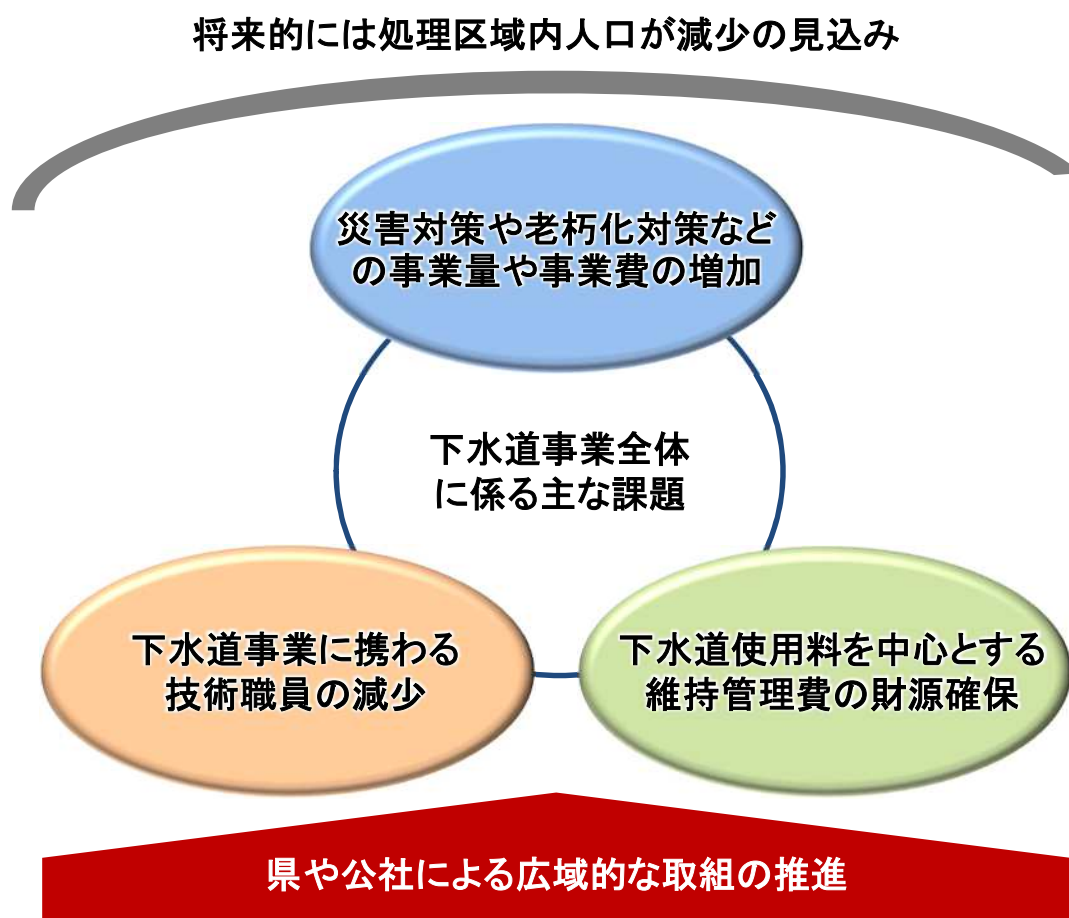 将来的には処理区域内人口が減少の見込み
災害対策や老朽化対策など
の事業量や事業費の増加
下水道事業全体
に係る主な課題
下水道事業に携わる
技術職員の減少
下水道使用料を中心とする
維持管理費の財源確保
県や公社による広域的な取組の推進